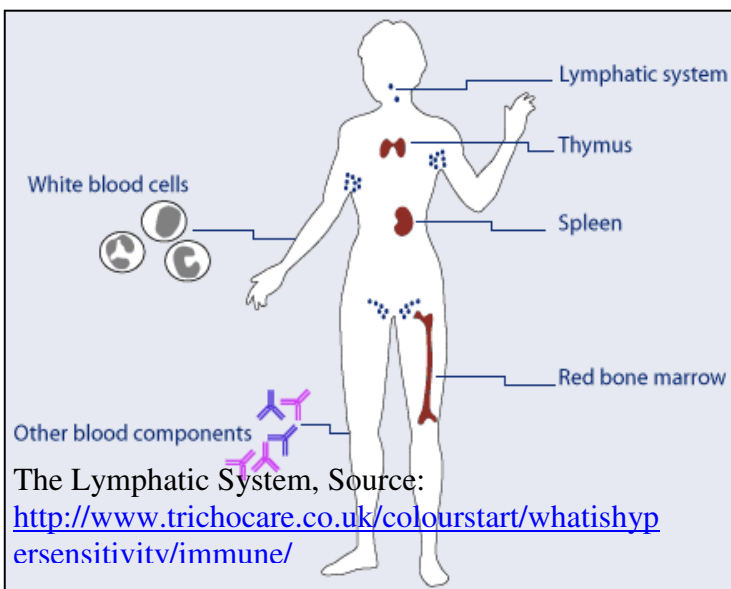 Lymphatic system
Thymus
White blood cells
Spleen
Red bone marrow
Other blood components
The Lymphatic System, Source:
http://www.trichocare.co.uk/colourstart/whatishyp
ersensitivity/immune/